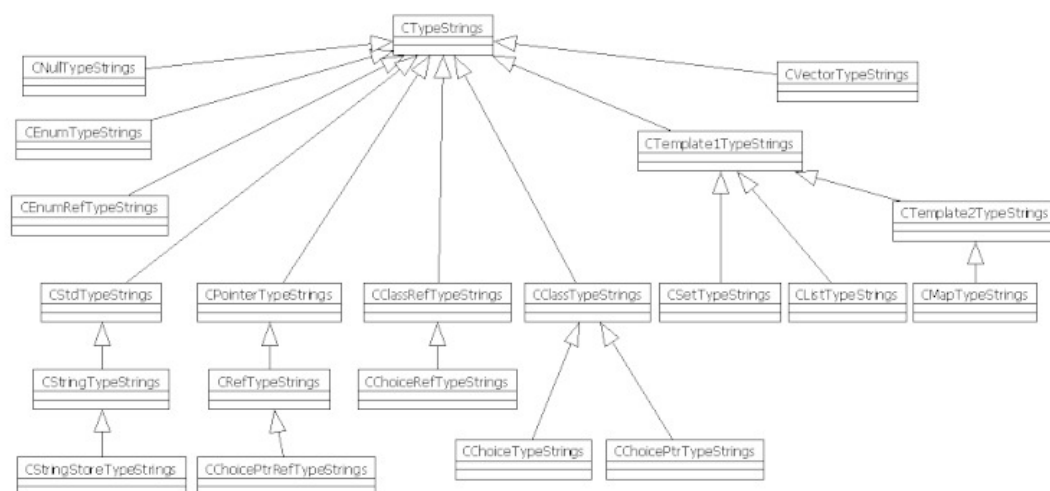 CTypeStrings
CNullTypeStrings
CVectorTypeStrings
CEnumTypeStrings
CTemplate1TypeStrings
CEnumRefTypeStrings
CTemplate2TypeStrings
CStdTypeStrings
CPointerTypeStrings
CClassRefTypeStrings
CClassTypeStrings
CSetTypeStrings
CListTypeStrings
CMapTypeStrings
CStringTypeStrings
CRefTypeStrings
CChoiceRefTypeStrings
CChoiceTypeStrings
CChoicePtrTypeStrings
CStringStoreTypeStrings
CChoicePtrRefTypeStrings